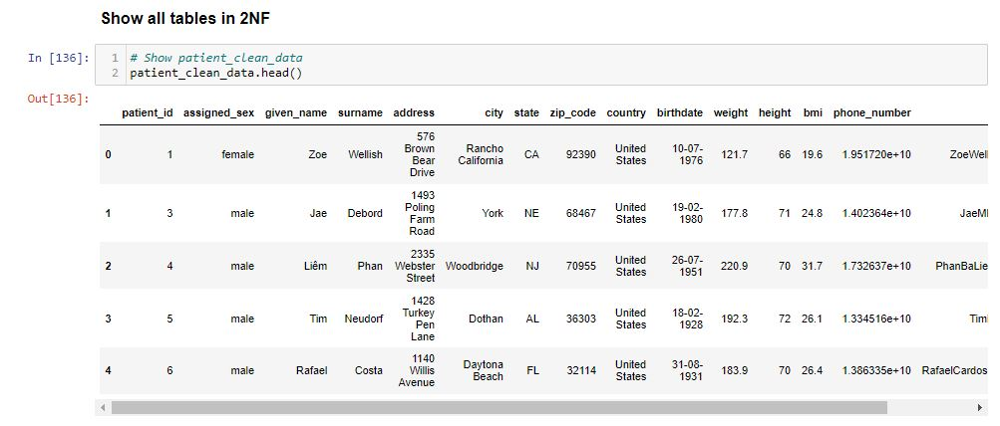 Show all tables in 2NF
In [136]:
1 # Show patient_clean_data
2 patient_clean_data.head()
Out[136]:
patient_id assigned_sex given_name surname address city state zip_code country birthdate weight height bmi phone_number
0 1 female Zoe Wellish 576 Brown Bear Drive Rancho California CA 92390 United States 10-07-1976 121.7 66 19.6 1.951720e+10 ZoeWell
1 3 male Jae Debord 1493 Poling Farm Road York NE 68467 United States 19-02-1980 177.8 71 24.8 1.402364e+10 JaeM
2 4 male Liêm Phan 2335 Webster Street Woodbridge NJ 70955 United States 26-07-1951 220.9 70 31.7 1.732637e+10 PhanBaLie
3 5 male Tim Neudorf 1428 Turkey Pen Lane Dothan AL 36303 United States 18-02-1928 192.3 72 26.1 1.334516e+10 Tim
4 6 male Rafael Costa 1140 Willis Avenue Daytona Beach FL 32114 United States 31-08-1931 183.9 70 26.4 1.386335e+10 RafaelCardos